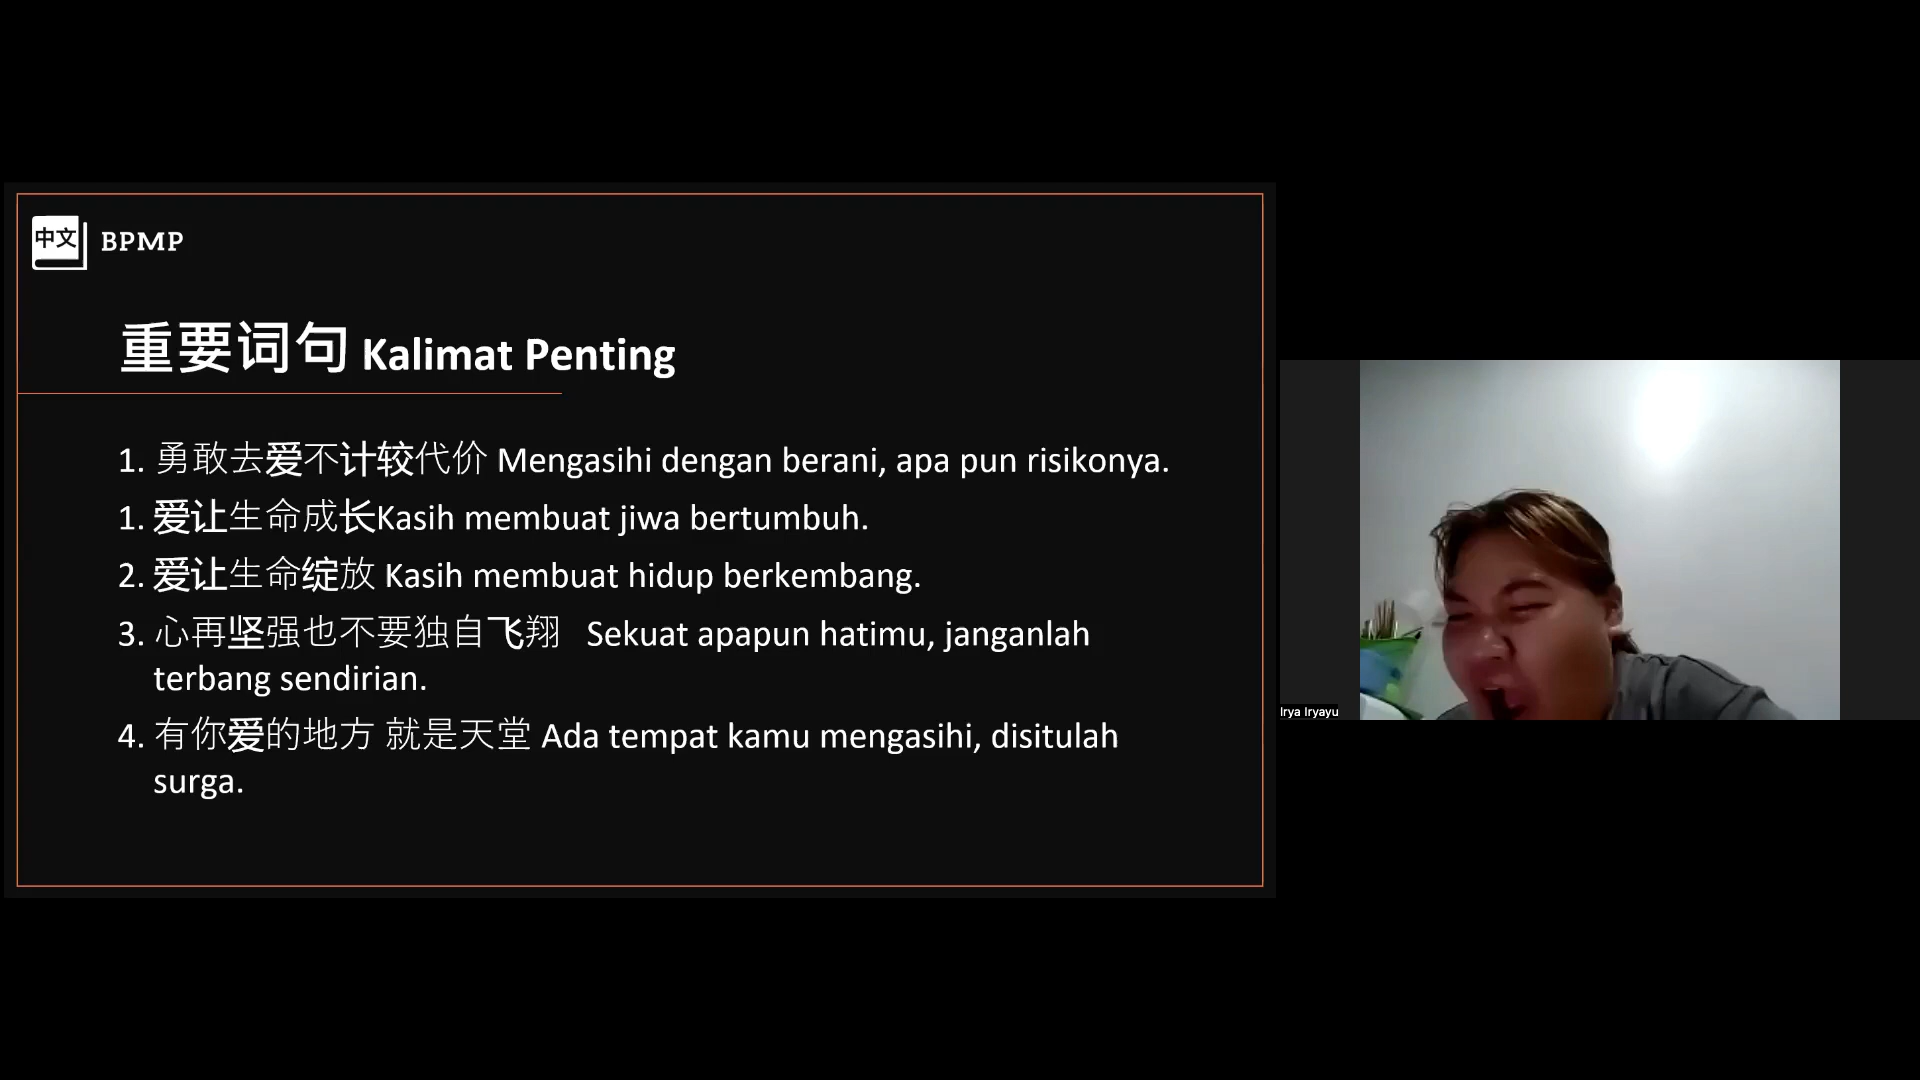 中文 BPMP
重要词句 Kalimat Penting
1. 勇敢去爱不计较代价 Mengasihi dengan berani, apa pun risikonya.
1. 爱让生命成长Kasih membuat jiwa bertumbuh.
2. 爱让生命绽放 Kasih membuat hidup berkembang.
3. 心再坚强也不要独自飞翔 Sekuat apapun hatimu, janganlah
terbang sendirian.
4. 有你爱的地方 就是天堂 Ada tempat kamu mengasihi, disitulah
surga.
Irya Iryayu